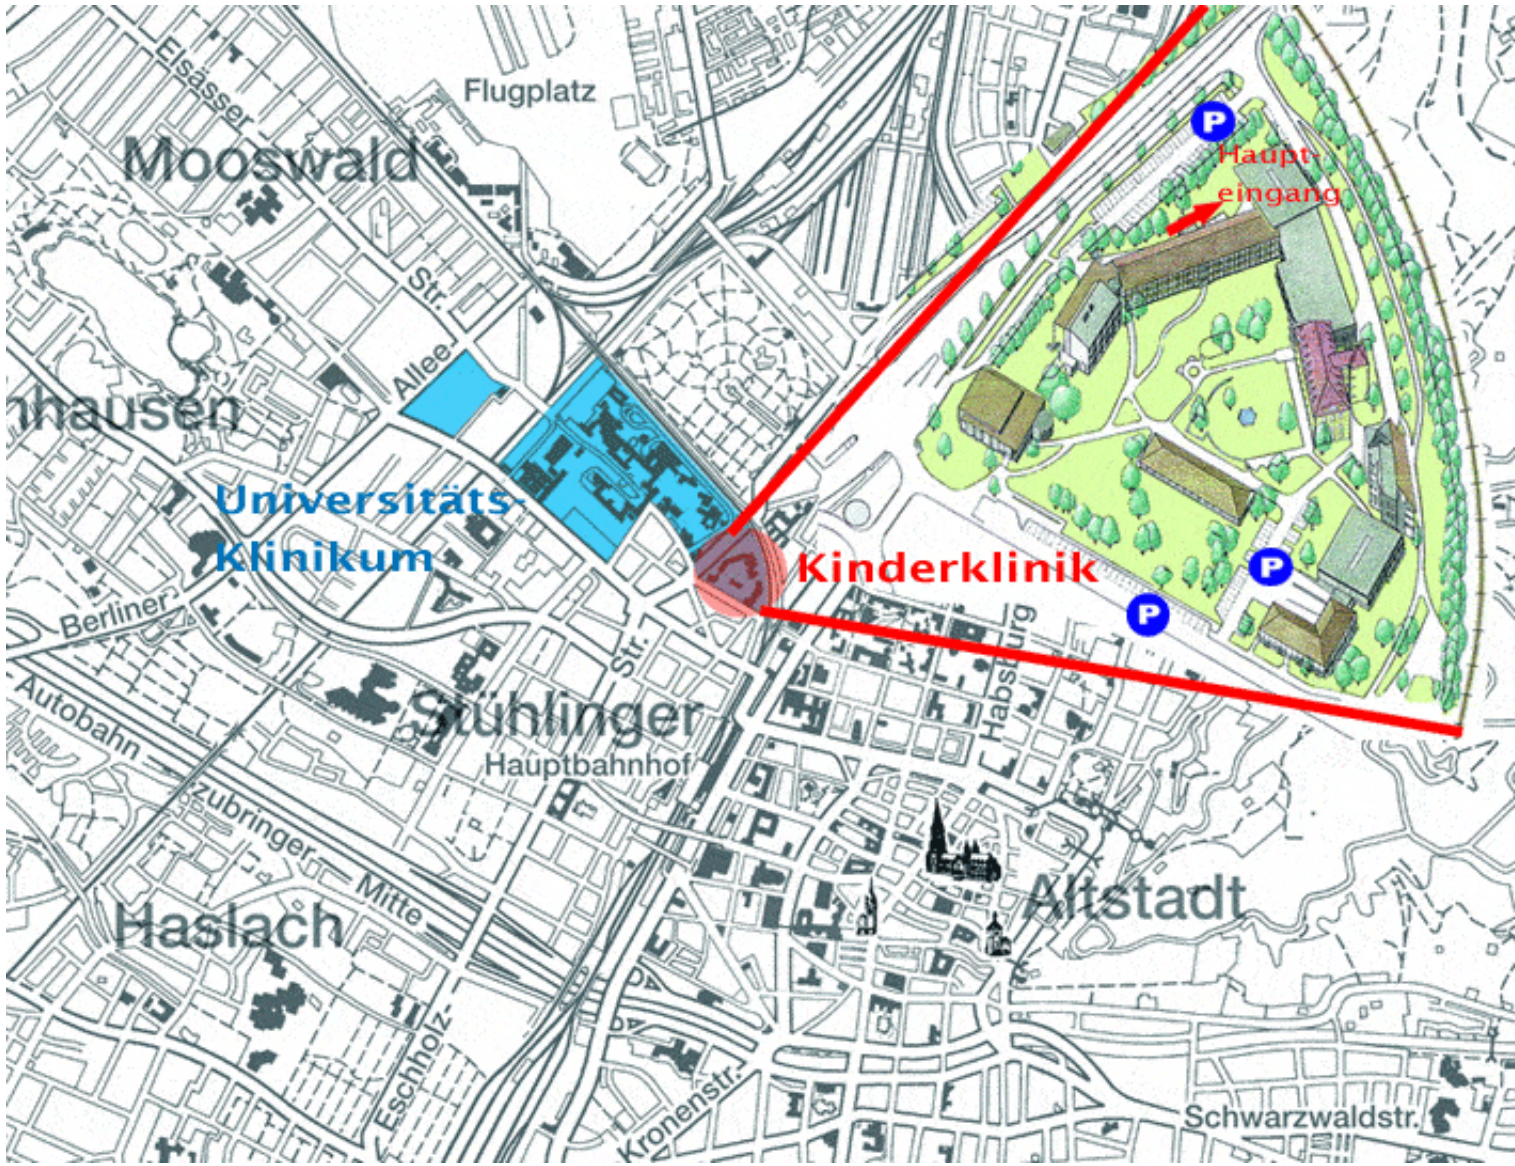 Elsässer
Flugplatz
P
Mooswald
Haupt-
eingang
Str.
Allee
nhausen
Universitäts-
Klinikum
Kinderklinik
P
P
Berliner
Str.
Habsburg
Autobahn
Stühlinger
Hauptbahnhof
zubringer
Mitte
Altstadt
Haslach
Eschholz-
Kronenstr.
Schwarzwaldstr.